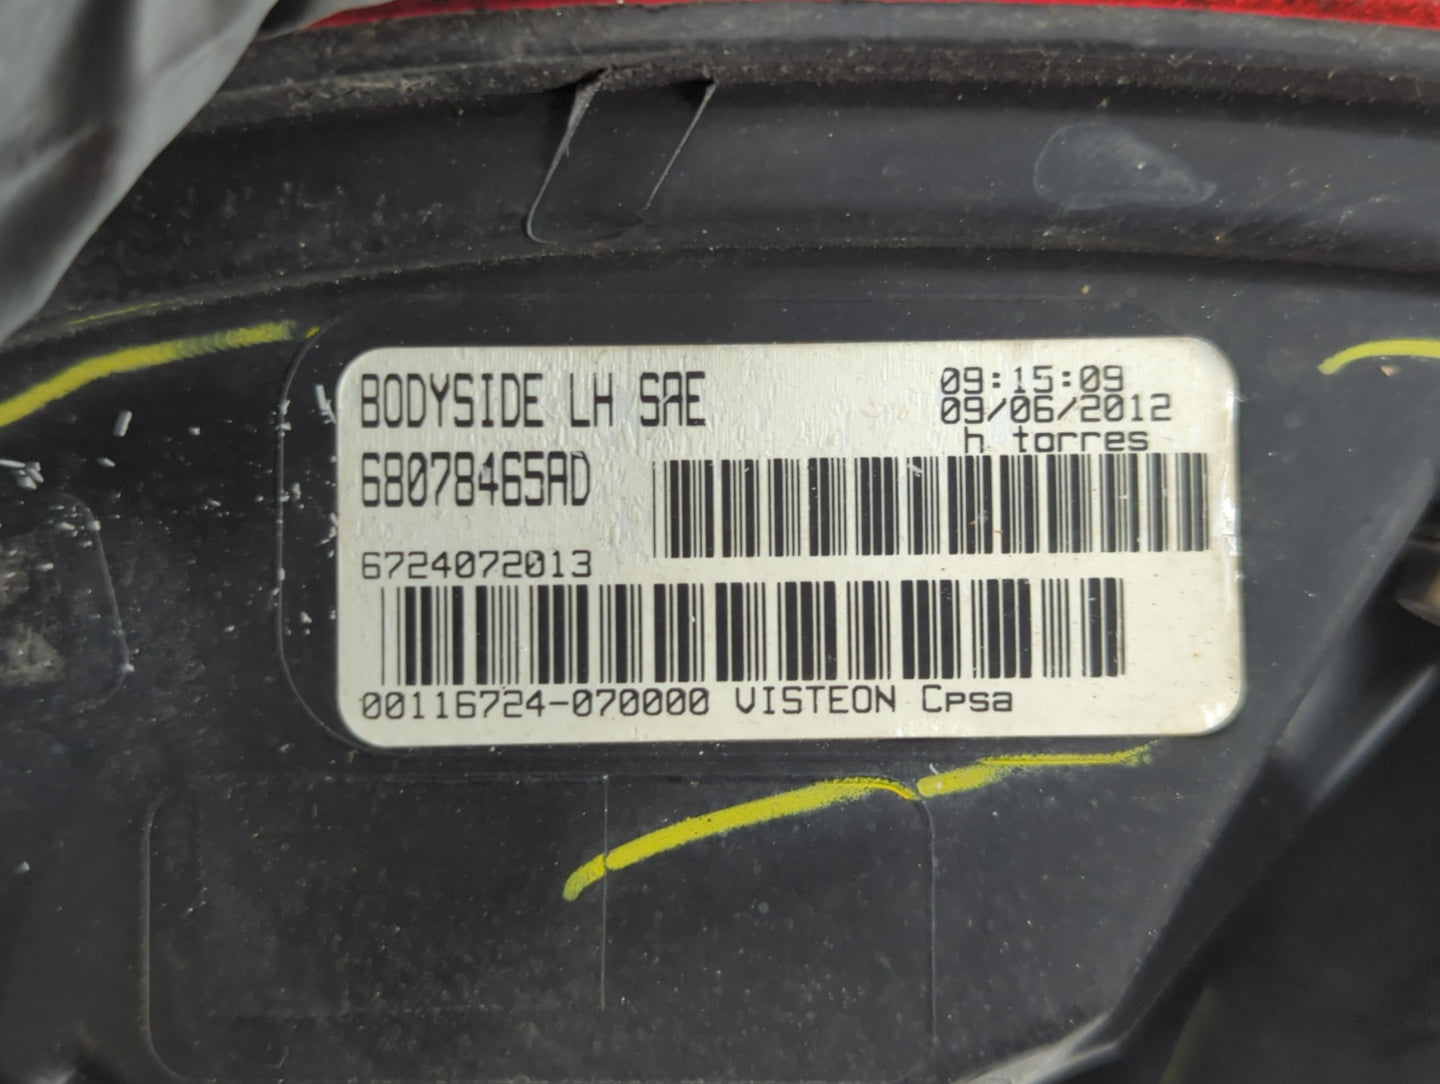 BODYSIDE LH SAE
09:15:09
09/06/2012
h torres
68078465AD
6724072013
00116724-070000 VISTEON Cpsa